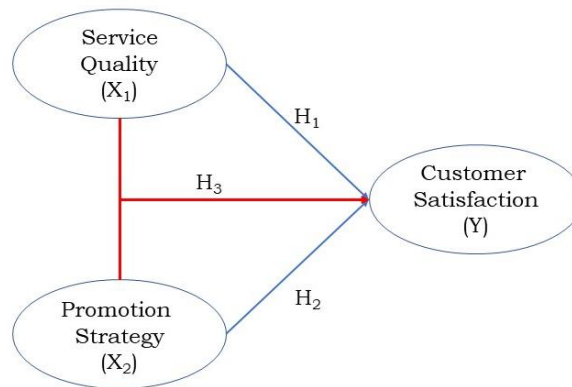 Service
Quality
(X₁)
H₁
H₃
Customer
Satisfaction
(Y)
H₂
Promotion
Strategy
(X₂)